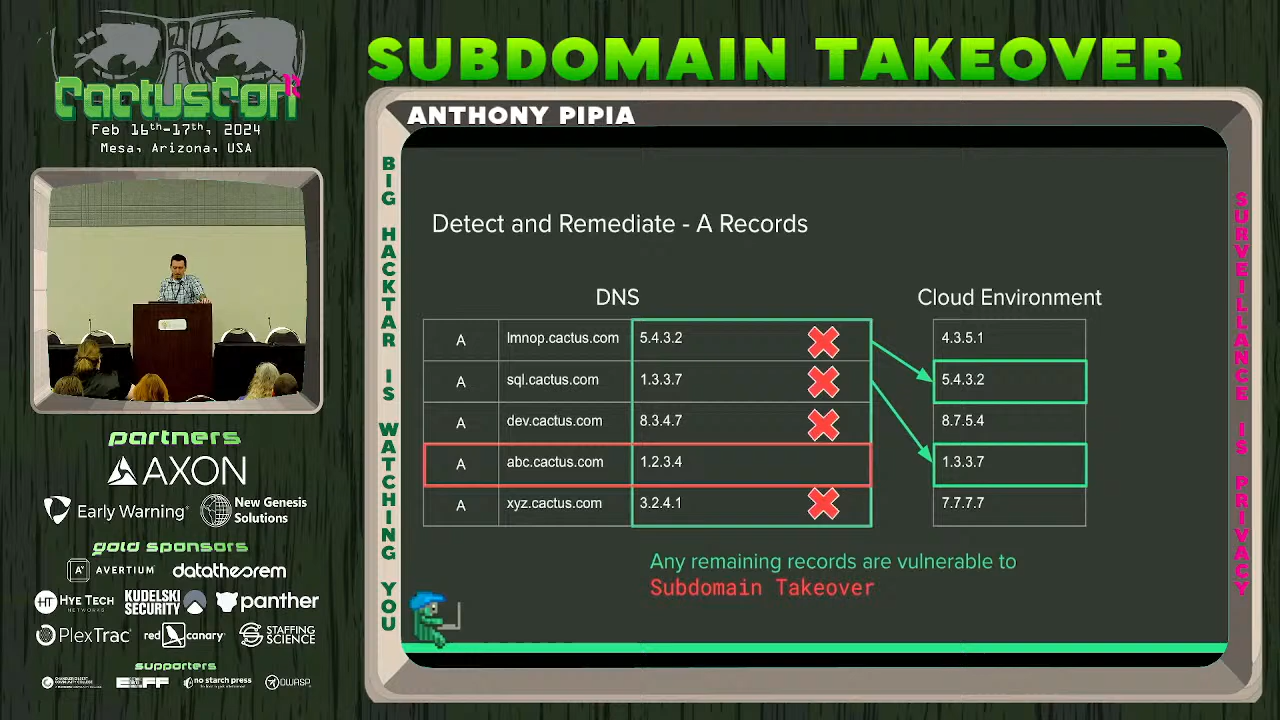 SUBDOMAIN TAKEOVER
CactusCon
Feb 16th-17th, 2024
Mesa, Arizona, USA
ANTHONY PIPIA
BIG HACKTAR IS WATCHING YOU
Detect and Remediate - A Records
DNS
Cloud Environment
A lmnop.cactus.com 5.4.3.2 4.3.5.1
A sql.cactus.com 1.3.3.7 5.4.3.2
A dev.cactus.com 8.3.4.7 8.7.5.4
A abc.cactus.com 1.2.3.4 1.3.3.7
A xyz.cactus.com 3.2.4.1 7.7.7.7
Any remaining records are vulnerable to
Subdomain Takeover
SURVEILLANCE IS PRIVACY
partners
AXON
Early Warning
New Genesis
Solutions
gold sponsors
AVERTIUM
datatheorem
HT HYE TECH
NETWORKS
KUDELSKI
SECURITY
panther
PlexTrac
red canary
STAFFING
SCIENCE
supporters
EFF
no starch press
OWASP